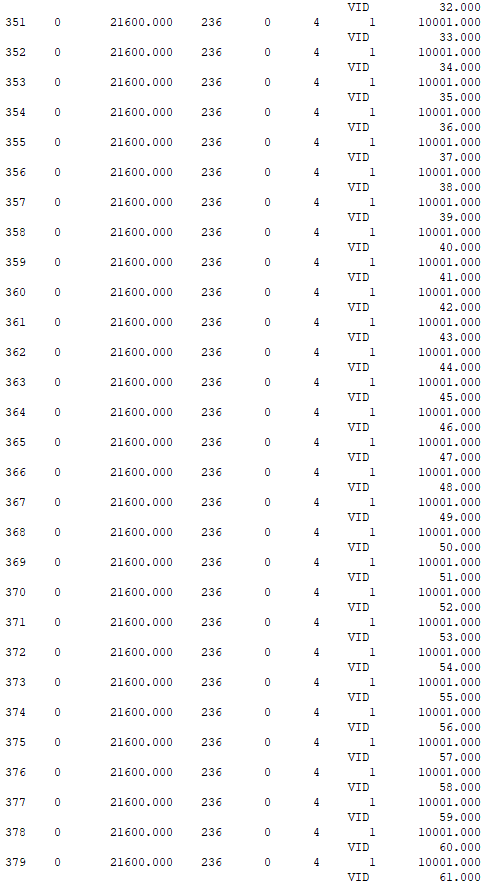 VID 32.000
351 0 21600.000 236 0 4 1 10001.000
VID 33.000
352 0 21600.000 236 0 4 1 10001.000
VID 34.000
353 0 21600.000 236 0 4 1 10001.000
VID 35.000
354 0 21600.000 236 0 4 1 10001.000
VID 36.000
355 0 21600.000 236 0 4 1 10001.000
VID 37.000
356 0 21600.000 236 0 4 1 10001.000
VID 38.000
357 0 21600.000 236 0 4 1 10001.000
VID 39.000
358 0 21600.000 236 0 4 1 10001.000
VID 40.000
359 0 21600.000 236 0 4 1 10001.000
VID 41.000
360 0 21600.000 236 0 4 1 10001.000
VID 42.000
361 0 21600.000 236 0 4 1 10001.000
VID 43.000
362 0 21600.000 236 0 4 1 10001.000
VID 44.000
363 0 21600.000 236 0 4 1 10001.000
VID 45.000
364 0 21600.000 236 0 4 1 10001.000
VID 46.000
365 0 21600.000 236 0 4 1 10001.000
VID 47.000
366 0 21600.000 236 0 4 1 10001.000
VID 48.000
367 0 21600.000 236 0 4 1 10001.000
VID 49.000
368 0 21600.000 236 0 4 1 10001.000
VID 50.000
369 0 21600.000 236 0 4 1 10001.000
VID 51.000
370 0 21600.000 236 0 4 1 10001.000
VID 52.000
371 0 21600.000 236 0 4 1 10001.000
VID 53.000
372 0 21600.000 236 0 4 1 10001.000
VID 54.000
373 0 21600.000 236 0 4 1 10001.000
VID 55.000
374 0 21600.000 236 0 4 1 10001.000
VID 56.000
375 0 21600.000 236 0 4 1 10001.000
VID 57.000
376 0 21600.000 236 0 4 1 10001.000
VID 58.000
377 0 21600.000 236 0 4 1 10001.000
VID 59.000
378 0 21600.000 236 0 4 1 10001.000
VID 60.000
379 0 21600.000 236 0 4 1 10001.000
VID 61.000